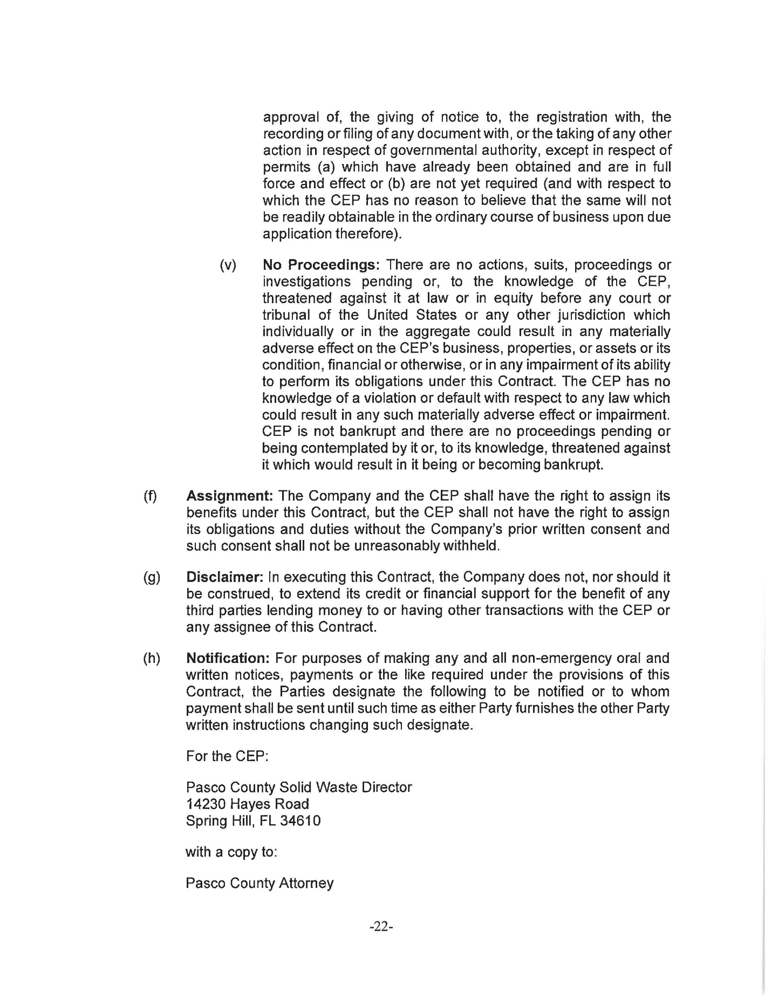 approval of, the giving of notice to, the registration with, the
recording or filing of any document with, or the taking of any other
action in respect of governmental authority, except in respect of
permits (a) which have already been obtained and are in full
force and effect or (b) are not yet required (and with respect to
which the CEP has no reason to believe that the same will not
be readily obtainable in the ordinary course of business upon due
application therefore).
(v) No Proceedings: There are no actions, suits, proceedings or
investigations pending or, to the knowledge of the CEP,
threatened against it at law or in equity before any court or
tribunal of the United States or any other jurisdiction which
individually or in the aggregate could result in any materially
adverse effect on the CEP's business, properties, or assets or its
condition, financial or otherwise, or in any impairment of its ability
to perform its obligations under this Contract. The CEP has no
knowledge of a violation or default with respect to any law which
could result in any such materially adverse effect or impairment.
CEP is not bankrupt and there are no proceedings pending or
being contemplated by it or, to its knowledge, threatened against
it which would result in it being or becoming bankrupt.
(f) Assignment: The Company and the CEP shall have the right to assign its
benefits under this Contract, but the CEP shall not have the right to assign
its obligations and duties without the Company's prior written consent and
such consent shall not be unreasonably withheld.
(g) Disclaimer: In executing this Contract, the Company does not, nor should it
be construed, to extend its credit or financial support for the benefit of any
third parties lending money to or having other transactions with the CEP or
any assignee of this Contract.
(h) Notification: For purposes of making any and all non-emergency oral and
written notices, payments or the like required under the provisions of this
Contract, the Parties designate the following to be notified or to whom
payment shall be sent until such time as either Party furnishes the other Party
written instructions changing such designate.
For the CEP:
Pasco County Solid Waste Director
14230 Hayes Road
Spring Hill, FL 34610
with a copy to:
Pasco County Attorney
-22-